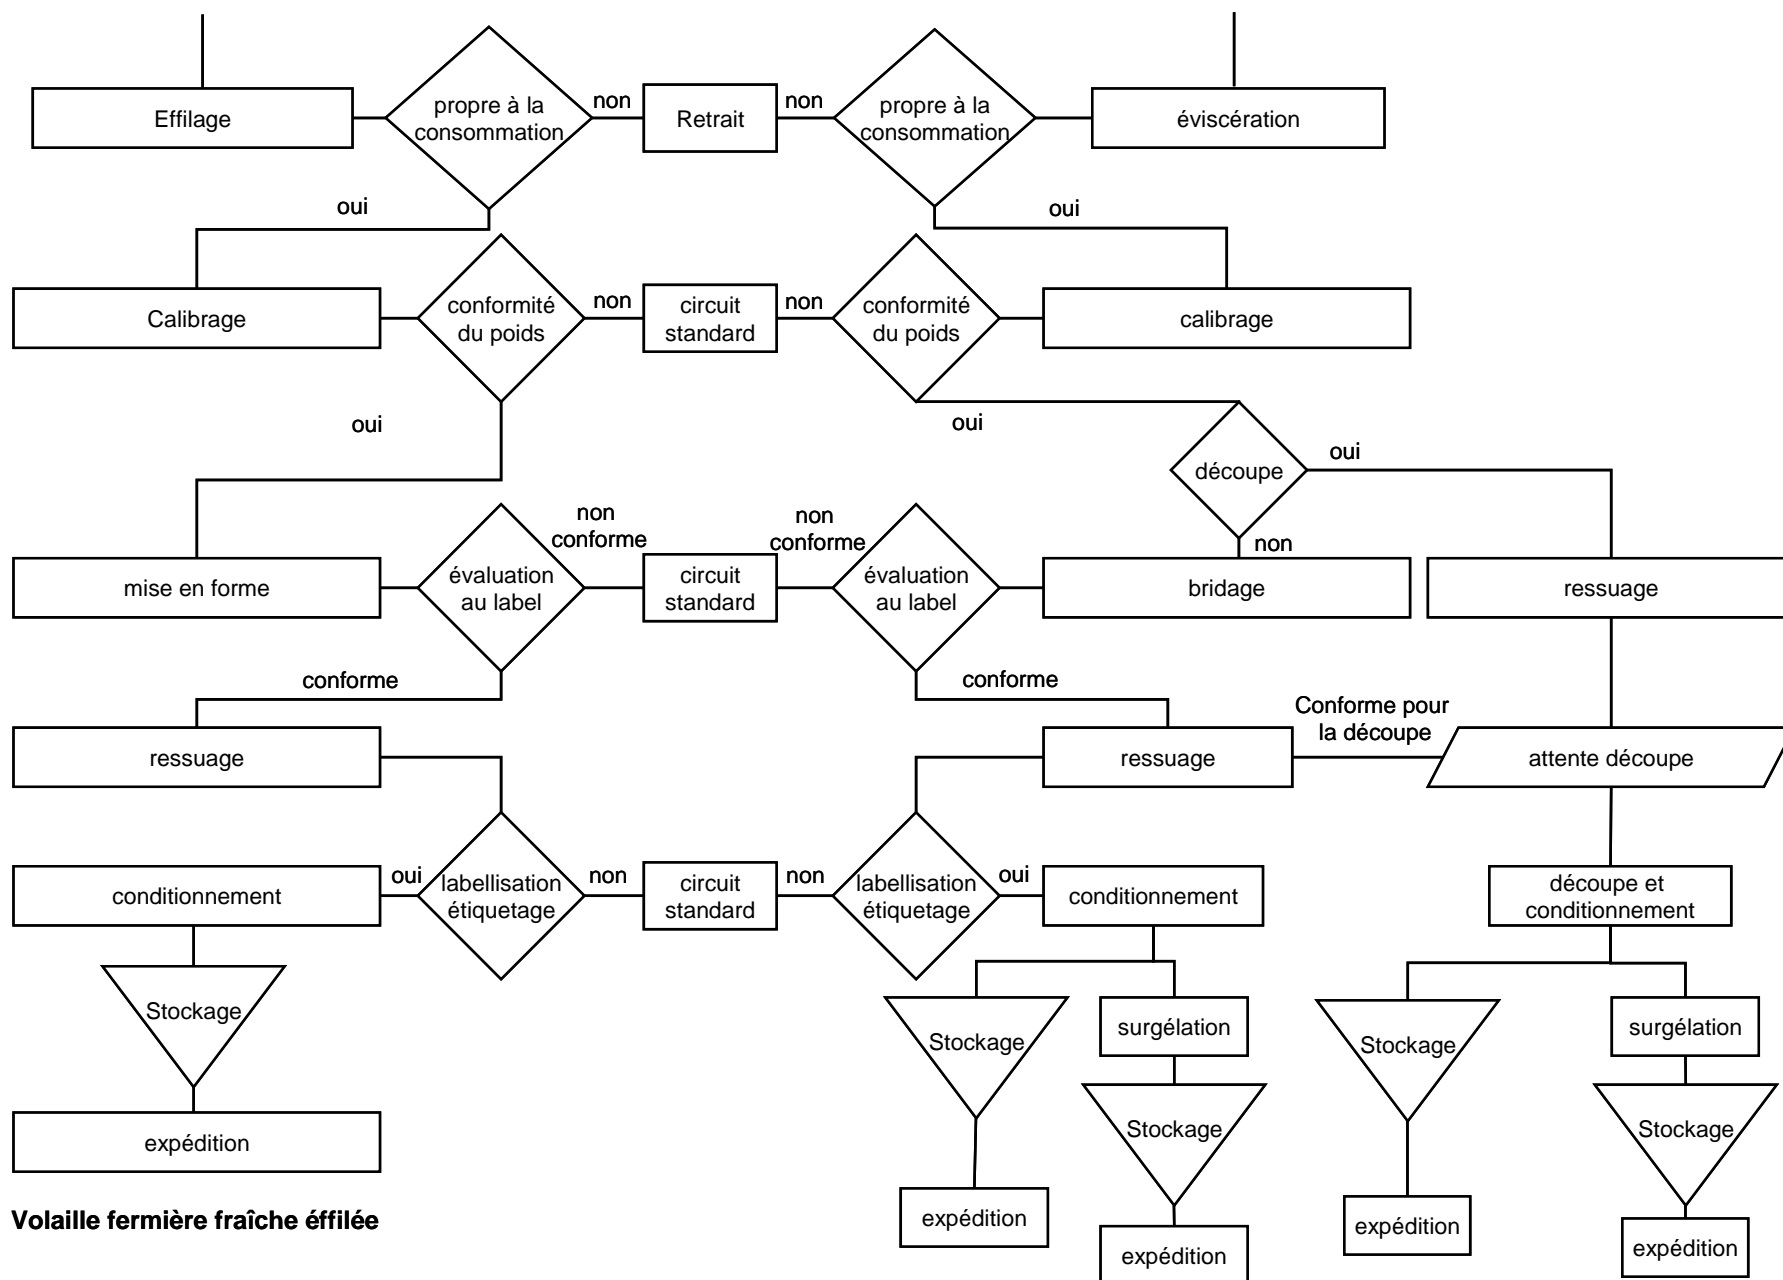 Effilage
propre à la
consommation
non
Retrait
non
propre à la
consommation
éviscération
oui
oui
Calibrage
conformité
du poids
non
circuit
standard
non
conformité
du poids
calibrage
oui
oui
découpe
oui
non
mise en forme
évaluation
au label
non
conforme
circuit
standard
non
conforme
évaluation
au label
bridage
ressuage
conforme
conforme
Conforme pour
la découpe
ressuage
ressuage
attente découpe
conditionnement
oui
labellisation
étiquetage
non
circuit
standard
non
labellisation
étiquetage
oui
conditionnement
découpe et
conditionnement
Stockage
Stockage
surgélation
Stockage
surgélation
Stockage
Stockage
expédition
expédition
expédition
expédition
expédition
Volaille fermière fraîche éffilée